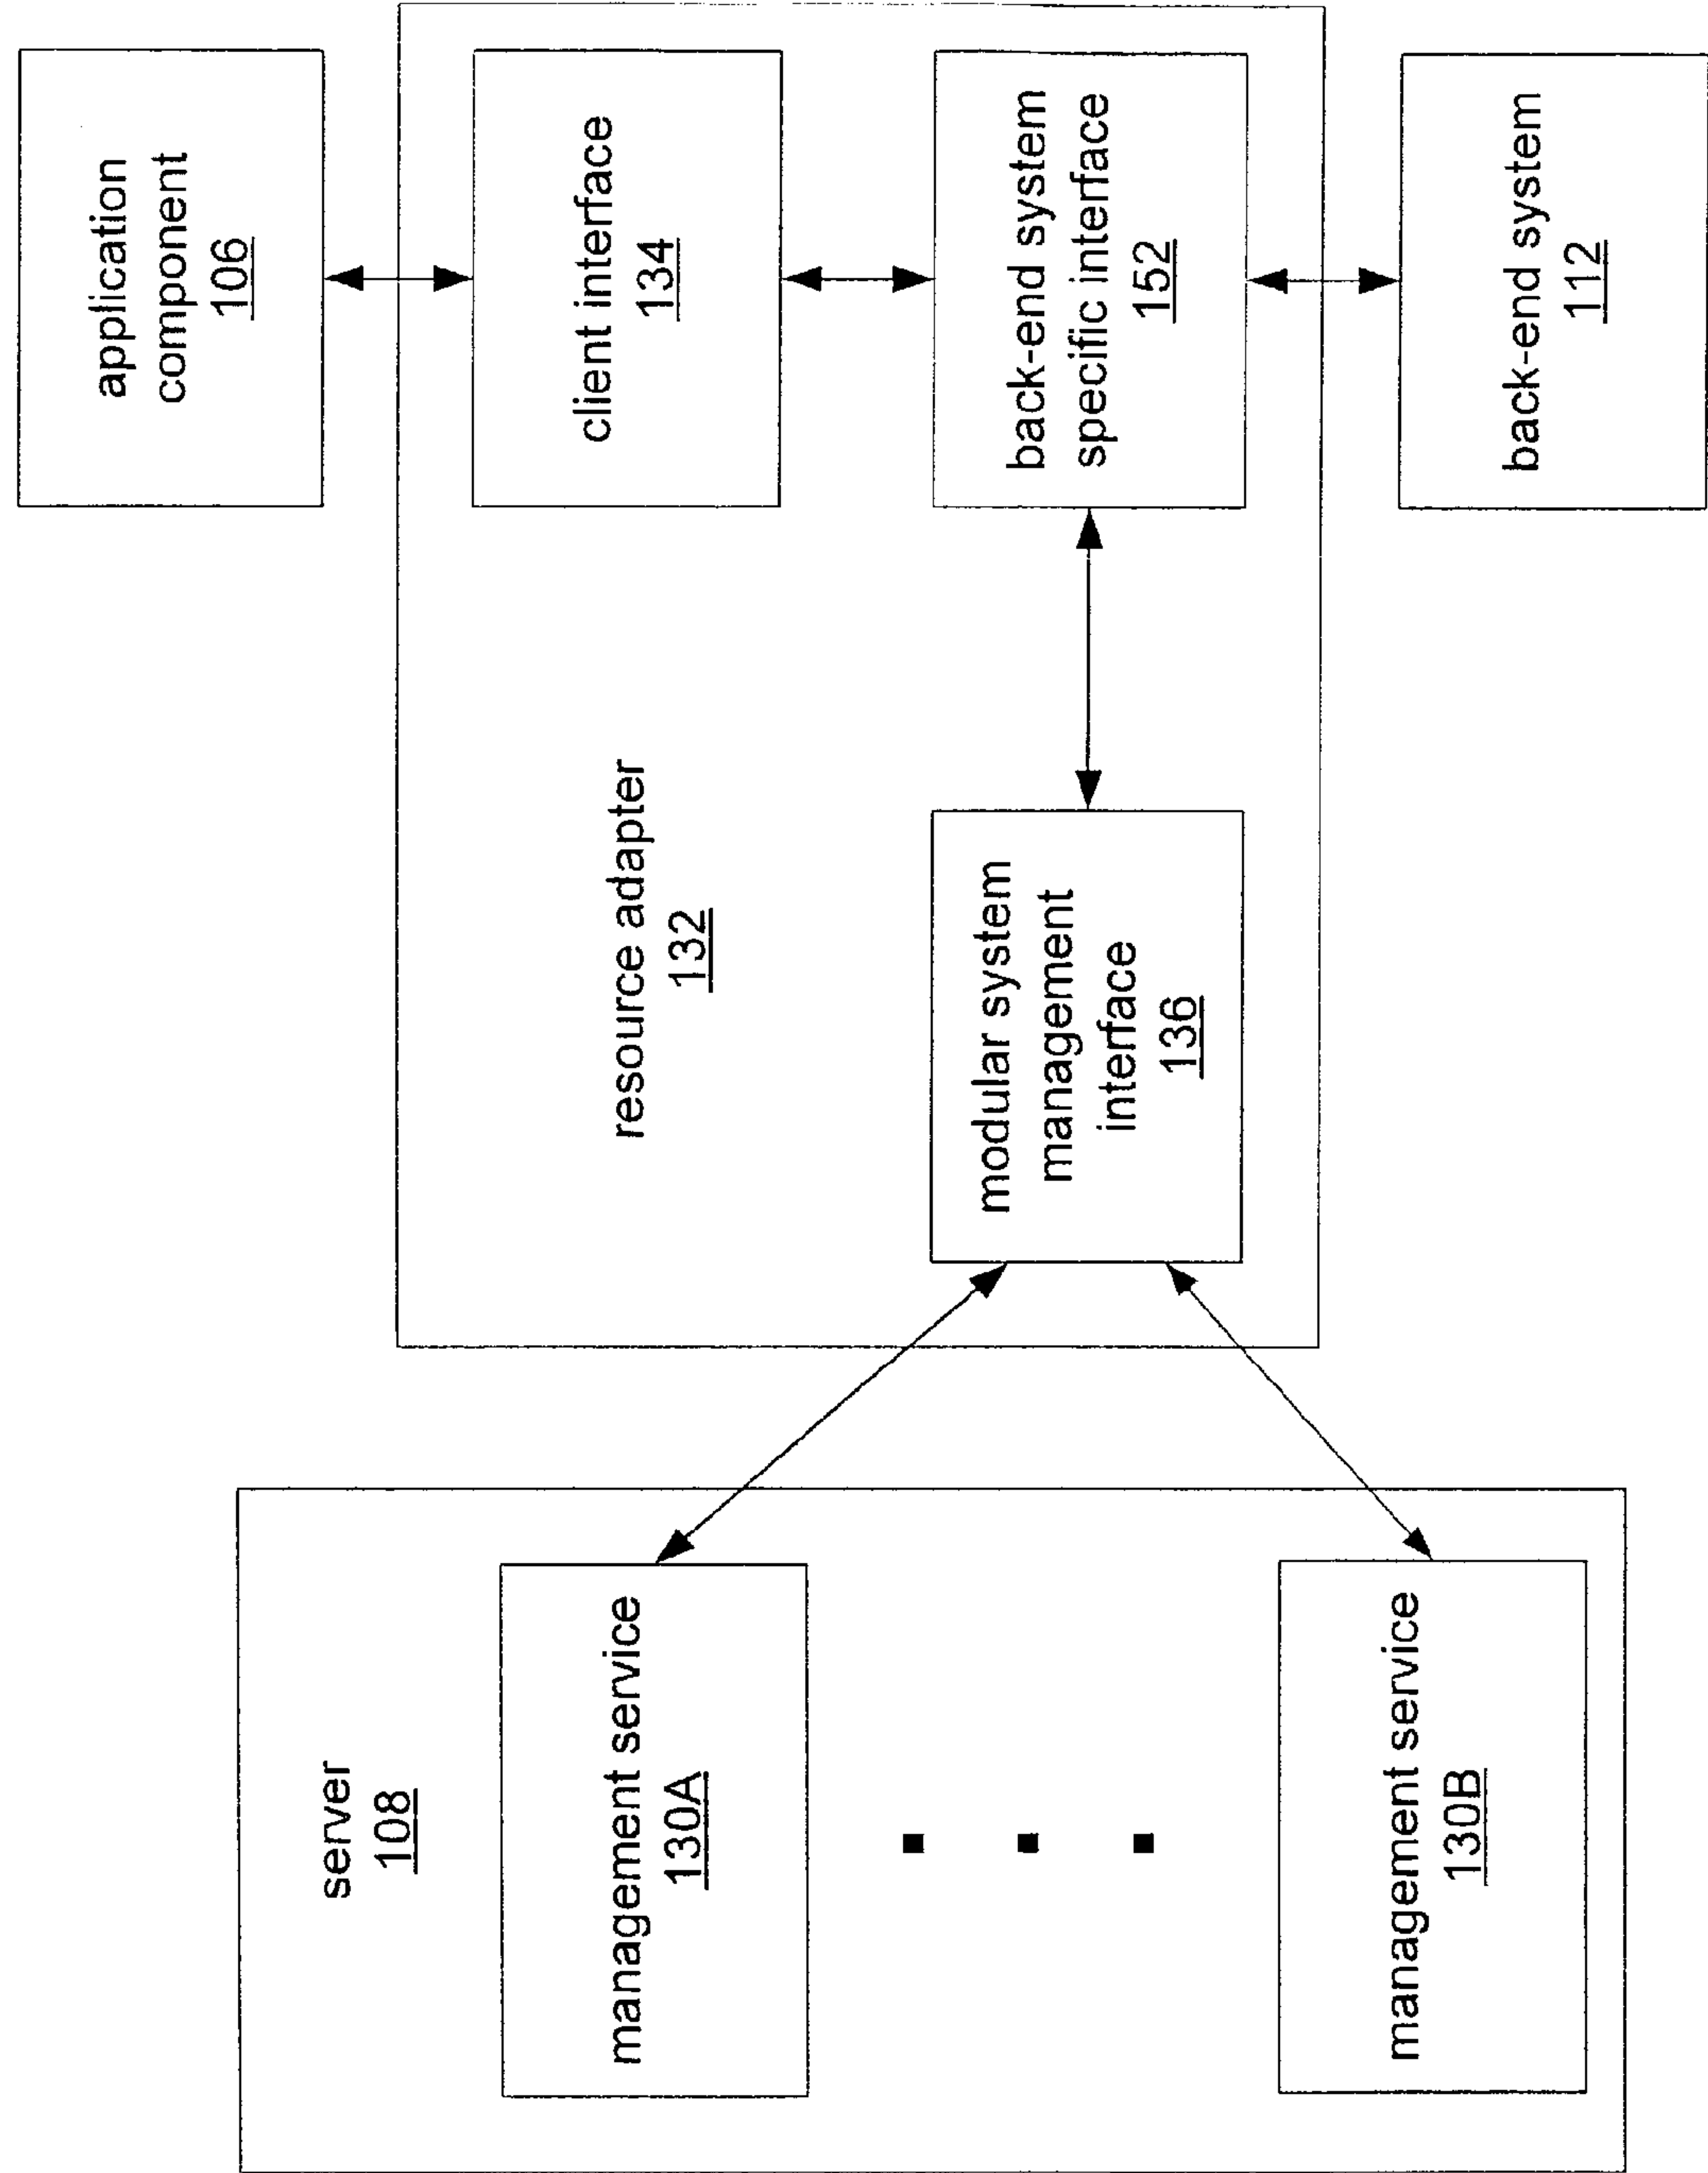 server
108
management service
130A
management service
130B
resource adapter
132
modular system
management
interface
136
application
component
106
client interface
134
back-end system
specific interface
152
back-end system
112